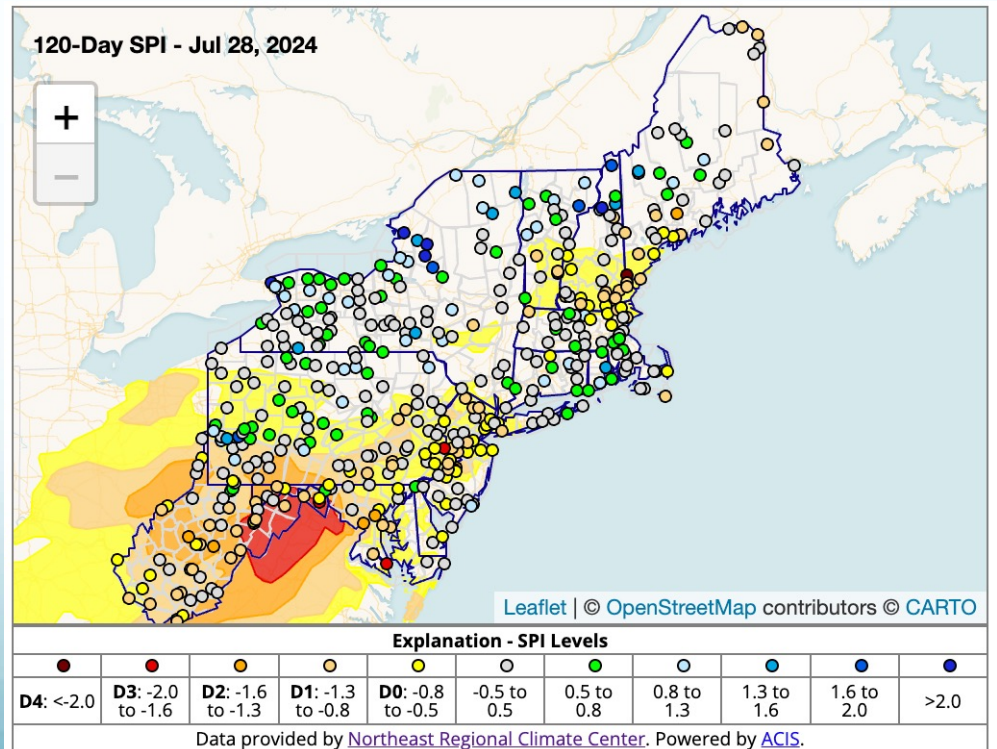 120-Day SPI - Jul 28, 2024
+
−
Leaflet | © OpenStreetMap contributors © CARTO
Explanation - SPI Levels
D4: <-2.0
D3: -2.0 to -1.6
D2: -1.6 to -1.3
D1: -1.3 to -0.8
D0: -0.8 to -0.5
-0.5 to 0.5
0.5 to 0.8
0.8 to 1.3
1.3 to 1.6
1.6 to 2.0
>2.0
Data provided by Northeast Regional Climate Center. Powered by ACIS.